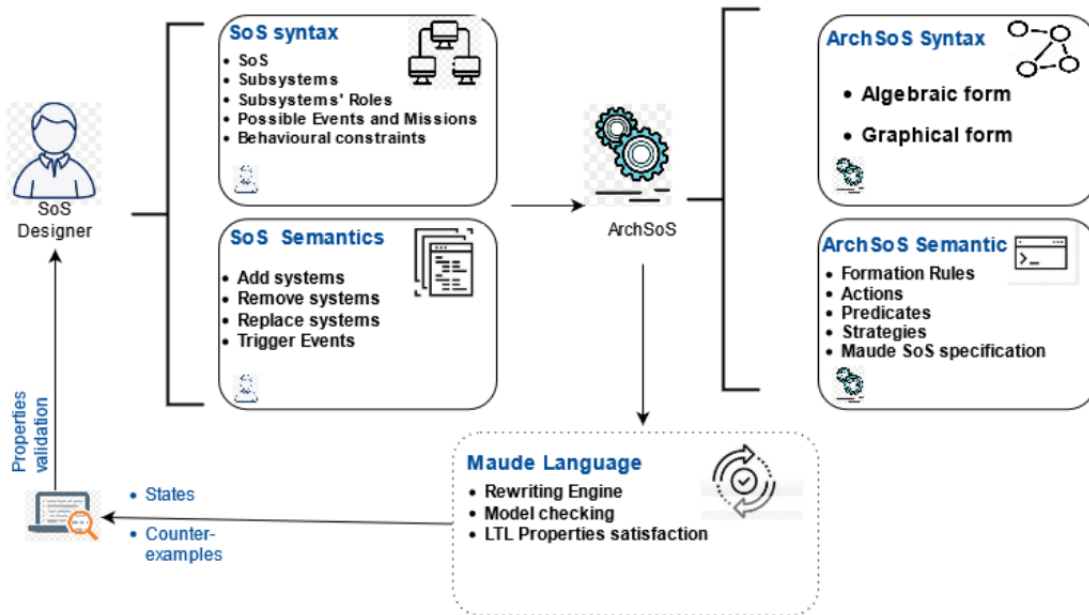 SoS syntax
• SoS
• Subsystems
• Subsystems' Roles
• Possible Events and Missions
• Behavioural constraints
SoS
Designer
SoS Semantics
• Add systems
• Remove systems
• Replace systems
• Trigger Events
ArchSoS
ArchSoS Syntax
• Algebraic form
• Graphical form
ArchSoS Semantic
• Formation Rules
• Actions
• Predicates
• Strategies
• Maude SoS specification
Properties
validation
• States
• Counter-
examples
Maude Language
• Rewriting Engine
• Model checking
• LTL Properties satisfaction